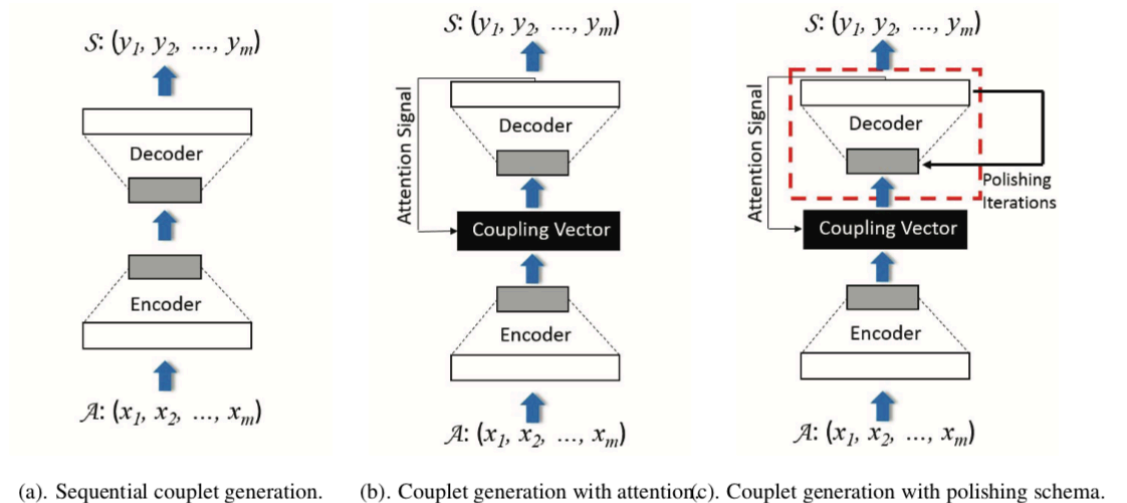 S: (y1, y2, ..., ym)
Decoder
Encoder
A: (x1, x2, ..., xm)
(a). Sequential couplet generation.
S: (y1, y2, ..., ym)
Attention Signal
Decoder
Coupling Vector
Encoder
A: (x1, x2, ..., xm)
(b). Couplet generation with attention.
S: (y1, y2, ..., ym)
Attention Signal
Decoder
Polishing
Iterations
Coupling Vector
Encoder
A: (x1, x2, ..., xm)
(c). Couplet generation with polishing schema.